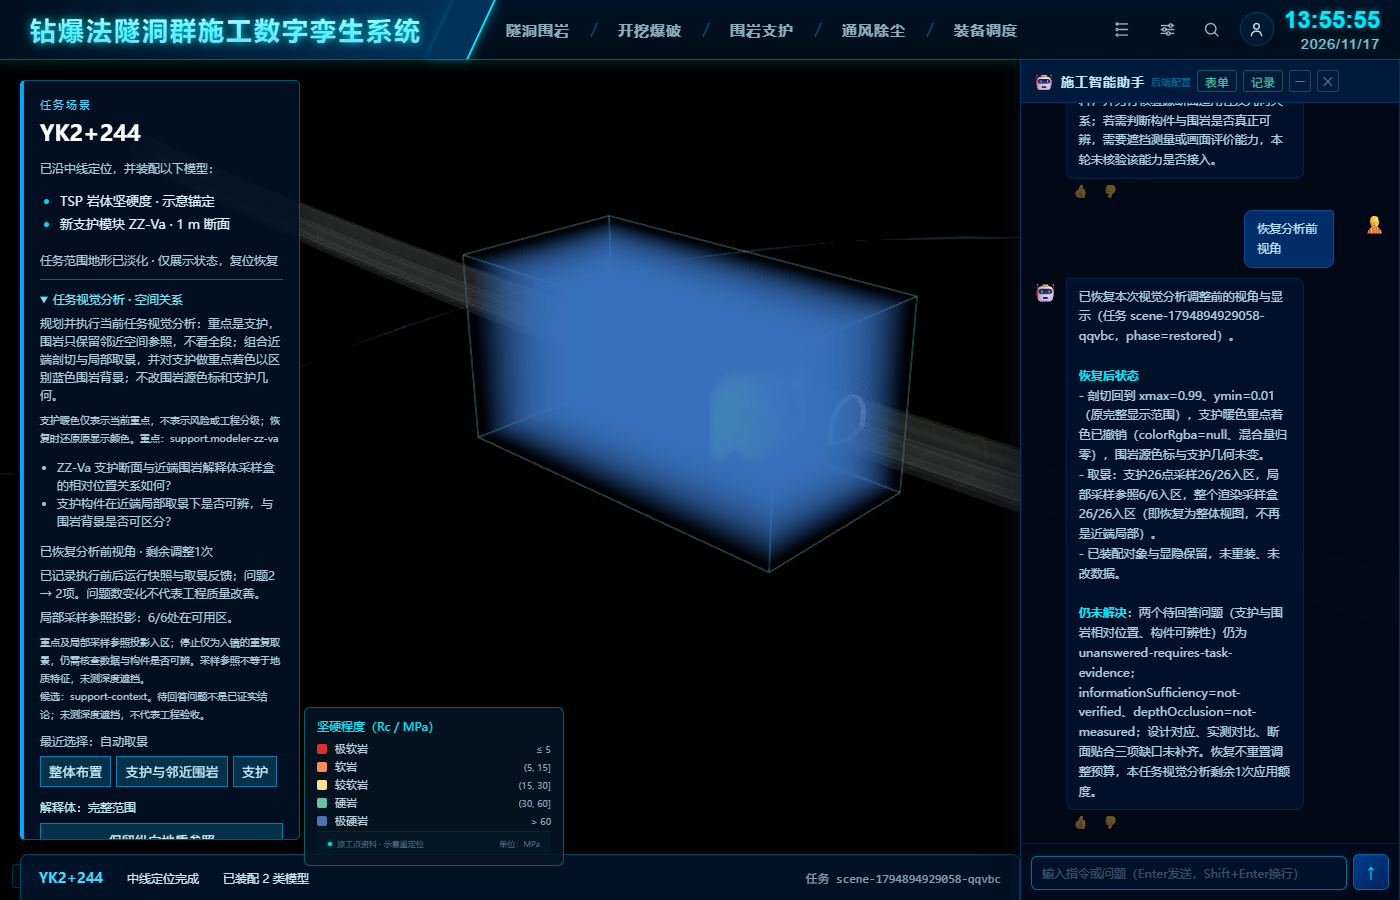 钻爆法隧洞群施工数字孪生系统
隧洞围岩 / 开挖爆破 / 围岩支护 / 通风除尘 / 装备调度
13:55:55
2026/11/17
任务场景
YK2+244
已沿中线定位，并装配以下模型：
TSP 岩体坚硬度 · 示意锚定
新支护模块 ZZ-Va · 1 m 断面
任务范围地形已淡化 · 仅展示状态，复位恢复
▼ 任务视觉分析 · 空间关系
规划并执行当前任务视觉分析：重点是支护，
围岩只保留邻近空间参照，不看全段；组合近
端剖切与局部取景，并对支护做重点着色以区
别蓝色围岩背景；不改围岩源色标和支护几
何。
支护暖色仅表示当前重点，不表示风险或工程分级；恢
复时还原原显示颜色。重点：support.modeler-zz-va
ZZ-Va 支护断面与近端围岩解释体采样盒
的相对位置关系如何？
支护构件在近端局部取景下是否可辨，与
围岩背景是否可区分？
已恢复分析前视角 · 剩余调整1次
已记录执行前后运行快照与取景反馈；问题2
→ 2项。问题数变化不代表工程质量改善。
局部采样参照投影：6/6处在可用区。
重点及局部采样参照投影入区；停止仅为入镜的重复取
景，仍需核查数据与构件是否可辨。采样参照不等于地
质特征，未测深度遮挡。
候选：support-context。待回答问题不是已证实结
论；未测深度遮挡，不代表工程验收。
最近选择：自动取景
整体布置 支护与邻近围岩 支护
解释体：完整范围
坚硬程度（Rc / MPa）
极软岩 ≤ 5
软岩 (5, 15]
较软岩 (15, 30]
硬岩 (30, 60]
极硬岩 > 60
源工点资料 · 示意重定位 单位：MPa
YK2+244 中线定位完成 已装配 2 类模型
任务 scene-1794894929058-qqvbc
施工智能助手 后端配置 表单 记录
系；若需判断构件与围岩是否真正可
辨，需要遮挡测量或画面评价能力，本
轮未核验该能力是否接入。
恢复分析前
视角
已恢复本次视觉分析调整前的视角与显
示（任务 scene-1794894929058-
qqvbc，phase=restored）。
恢复后状态
- 剖切回到 xmax=0.99、ymin=0.01
（原完整显示范围），支护暖色重点着
色已撤销（colorRgba=null、混合量归
零），围岩源色标与支护几何未变。
- 取景：支护26点采样26/26入区，局
部采样参照6/6入区，整个渲染采样盒
26/26入区（即恢复为整体视图，不再
是近端局部）。
- 已装配对象与显隐保留，未重装、未
改数据。
仍未解决：两个待回答问题（支护与围
岩相对位置、构件可辨性）仍为
unanswered-requires-task-
evidence；
informationSufficiency=not-
verified、depthOcclusion=not-
measured；设计对应、实测对比、断
面贴合三项缺口未补齐。恢复不重置调
整预算，本任务视觉分析剩余1次应用额
度。
输入指令或问题（Enter发送，Shift+Enter换行）